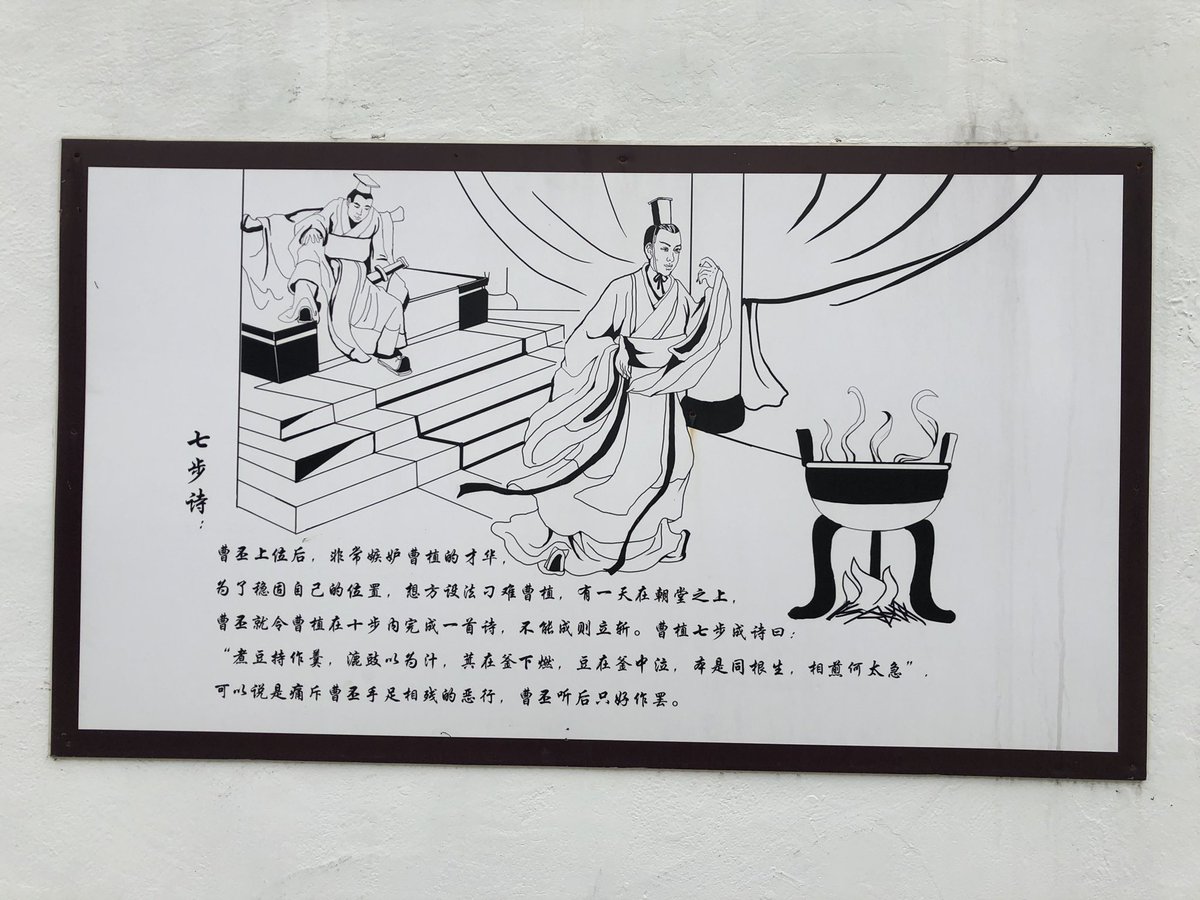 七步诗：
曹丕上位后，非常嫉妒曹植的才华，
为了稳固自己的位置，想方设法刁难曹植，有一天在朝堂之上，
曹丕就令曹植在十步内完成一首诗，不能成则立斩。曹植七步成诗曰：
“煮豆持作羹，漉豉以为汁，萁在釜下燃，豆在釜中泣，本是同根生，相煎何太急”，
可以说是痛斥曹丕手足相残的恶行，曹丕听后只好作罢。